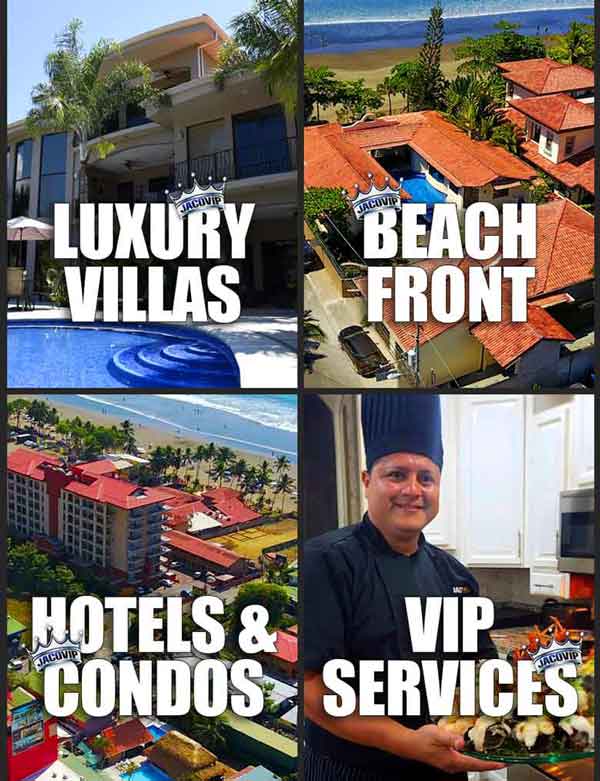 JACOVIP
LUXURY
VILLAS
JACOVIP
BEACH
FRONT
HOTELS &
JACOVIP
CONDOS
VIP
JACOVIP
SERVICES